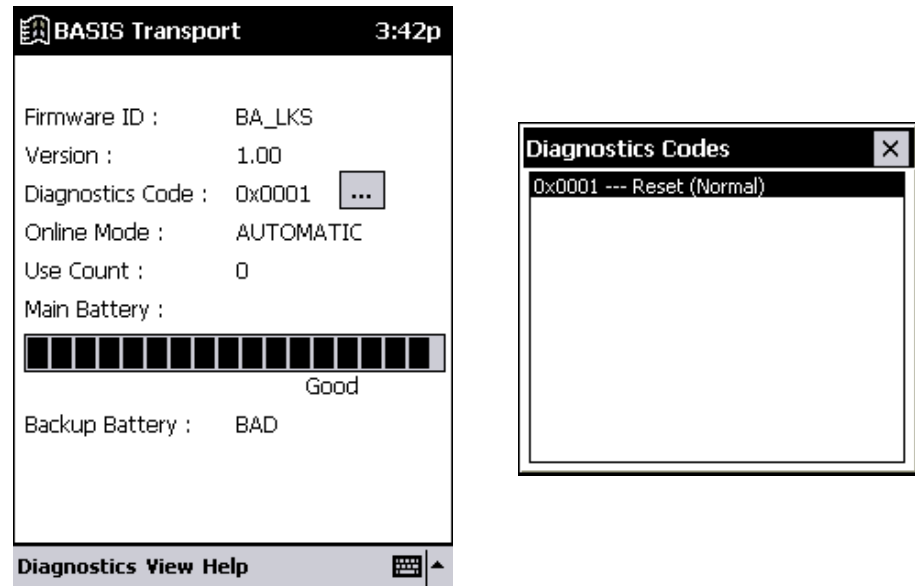 BASIS Transport 3:42p
Firmware ID : BA_LKS
Version : 1.00
Diagnostics Code : 0x0001 ...
Online Mode : AUTOMATIC
Use Count : 0
Main Battery :
Good
Backup Battery : BAD
Diagnostics View Help
Diagnostics Codes
0x0001 --- Reset (Normal)